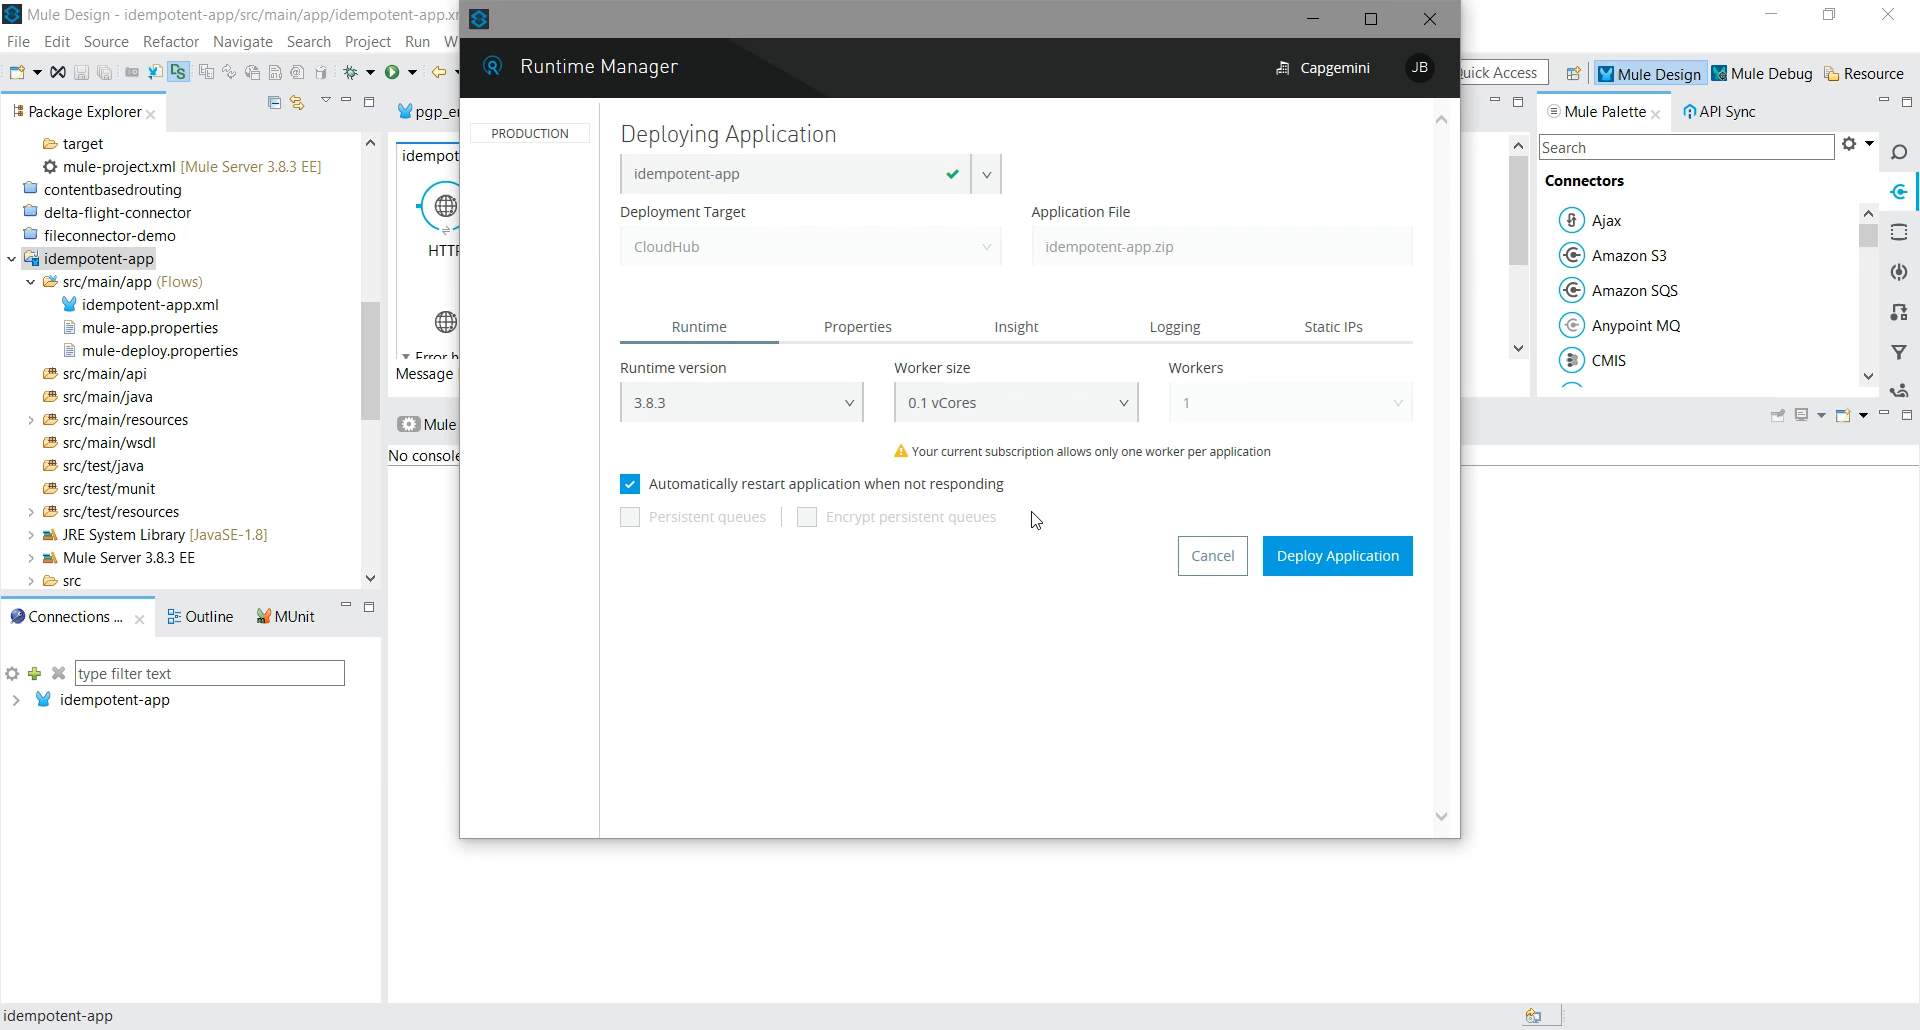 Mule Design - idempotent-app/src/main/app/idempotent-app.x
File Edit Source Refactor Navigate Search Project Run W
Quick Access
Mule Design
Mule Debug
Resource
Package Explorer
target
mule-project.xml [Mule Server 3.8.3 EE]
contentbasedrouting
delta-flight-connector
fileconnector-demo
idempotent-app
src/main/app (Flows)
idempotent-app.xml
mule-app.properties
mule-deploy.properties
src/main/api
src/main/java
src/main/resources
src/main/wsdl
src/test/java
src/test/munit
src/test/resources
JRE System Library [JavaSE-1.8]
Mule Server 3.8.3 EE
src
Connections ...
Outline
MUnit
type filter text
idempotent-app
idempotent-app
pgp_e
idempot
HTT
Error h
Message
Mule
No console
Runtime Manager
Capgemini
JB
PRODUCTION
Deploying Application
idempotent-app
Deployment Target
Application File
CloudHub
idempotent-app.zip
Runtime
Properties
Insight
Logging
Static IPs
Runtime version
Worker size
Workers
3.8.3
0.1 vCores
1
Your current subscription allows only one worker per application
Automatically restart application when not responding
Persistent queues
Encrypt persistent queues
Cancel
Deploy Application
Mule Palette
API Sync
Search
Connectors
Ajax
Amazon S3
Amazon SQS
Anypoint MQ
CMIS